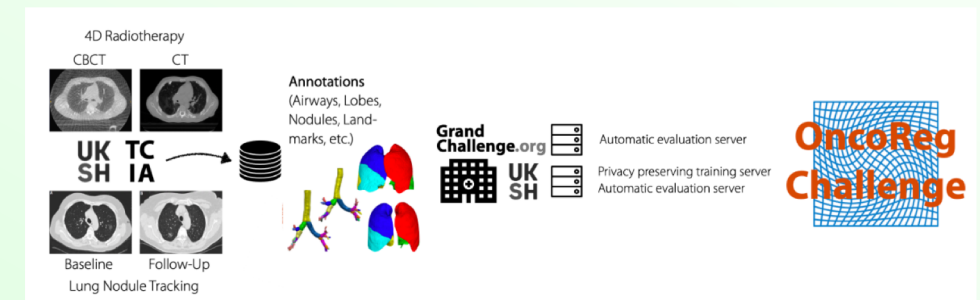 4D Radiotherapy
CBCT CT
UK
SH
TC
IA
Baseline Follow-Up
Lung Nodule Tracking
Annotations
(Airways, Lobes,
Nodules, Land-
marks, etc.)
Grand
Challenge.org
UK
SH
Automatic evaluation server
Privacy preserving training server
Automatic evaluation server
OncoReg
Challenge